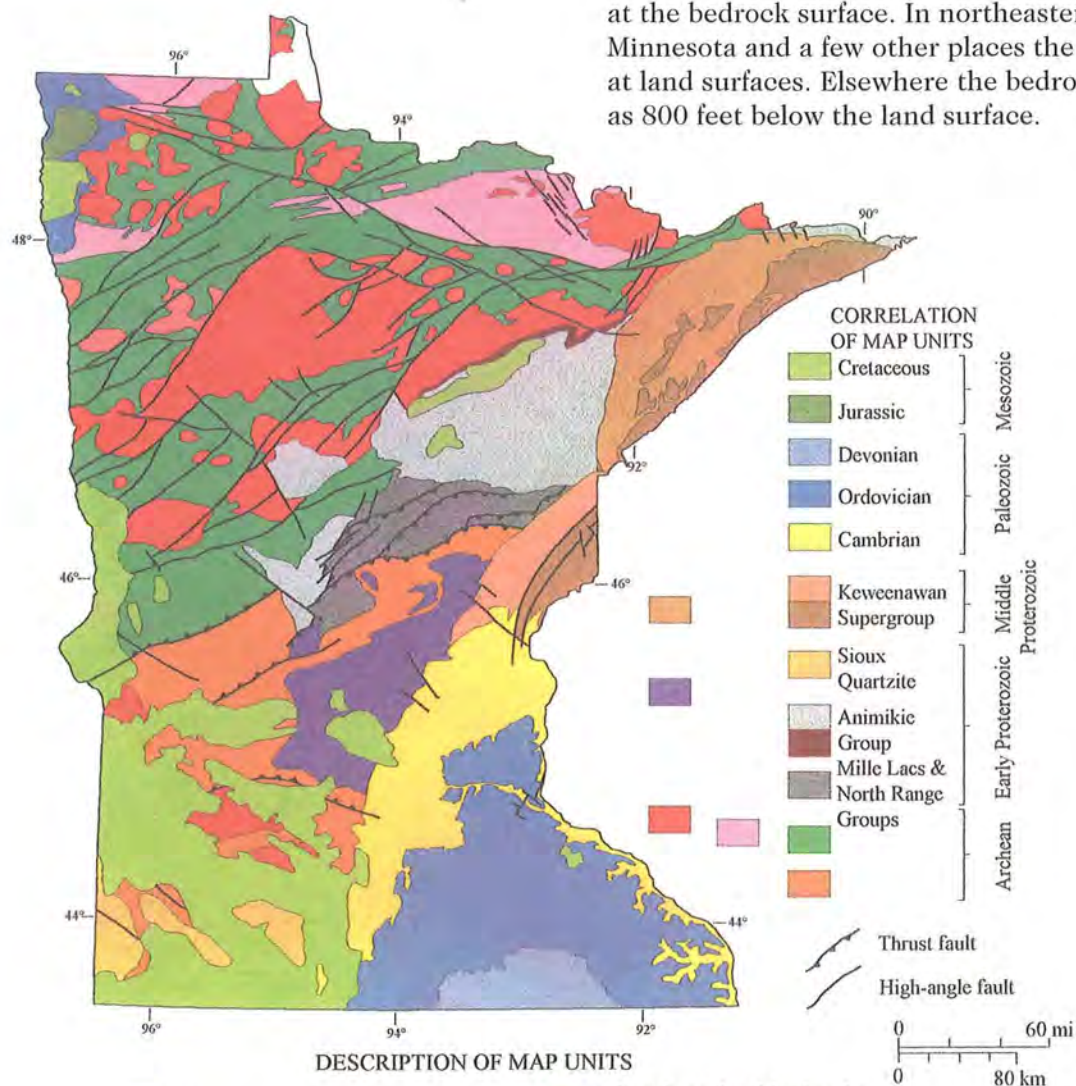 at the bedrock surface. In northeaster
Minnesota and a few other places the
at land surfaces. Elsewhere the bedro
as 800 feet below the land surface.
96°
94°
90°
48°
CORRELATION
OF MAP UNITS
Cretaceous
Jurassic
Mesozoic
Devonian
Ordovician
Cambrian
Paleozoic
92°
46°
46°
Keweenawan
Supergroup
Middle
Proterozoic
Sioux
Quartzite
Animikie
Group
Mille Lacs &
North Range
Groups
Early Proterozoic
Archean
44°
44°
Thrust fault
High-angle fault
96°
94°
92°
0 60 mi
0 80 km
DESCRIPTION OF MAP UNITS